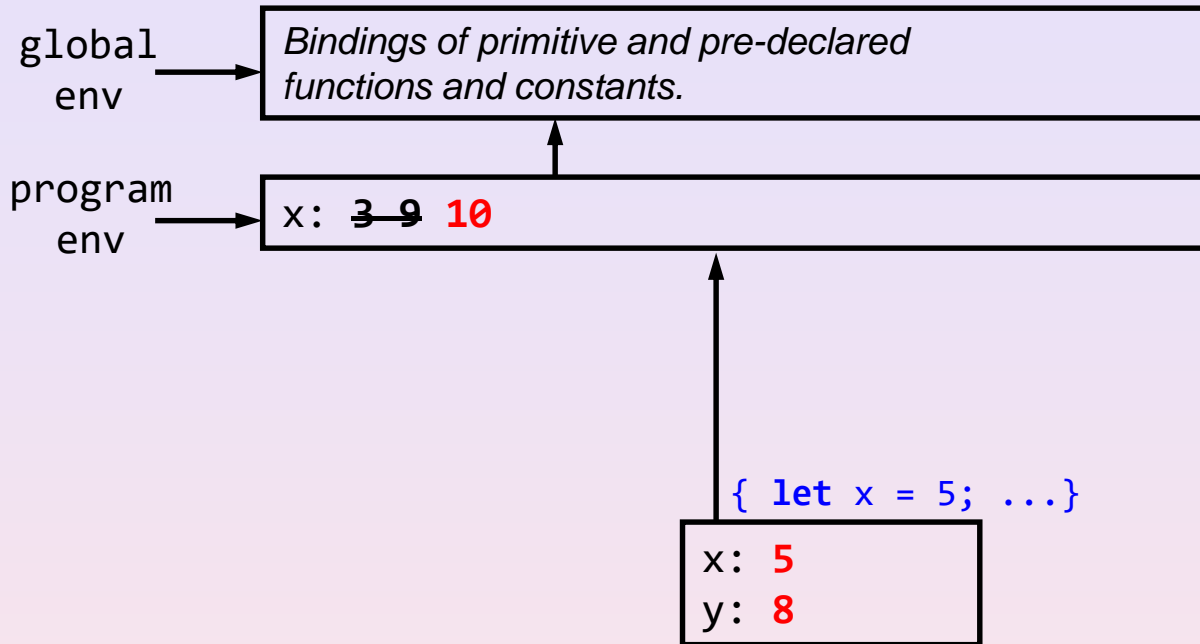 global
env
Bindings of primitive and pre-declared
functions and constants.
program
env
x: 3 9 10
{ let x = 5; ...}
x: 5
y: 8